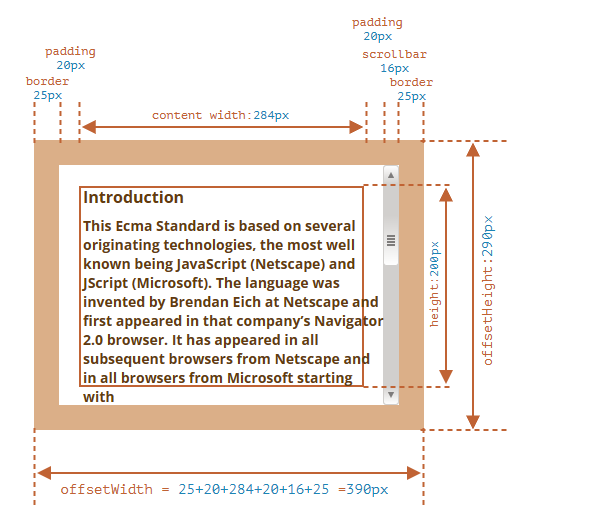 padding
20px
padding
20px
scrollbar
16px
border
25px
border
25px
content width:284px
Introduction
This Ecma Standard is based on several
originating technologies, the most well
known being JavaScript (Netscape) and
JScript (Microsoft). The language was
invented by Brendan Eich at Netscape and
first appeared in that company’s Navigator
2.0 browser. It has appeared in all
subsequent browsers from Netscape and
in all browsers from Microsoft starting
with
height:200px
offsetHeight:290px
offsetWidth = 25+20+284+20+16+25 =390px